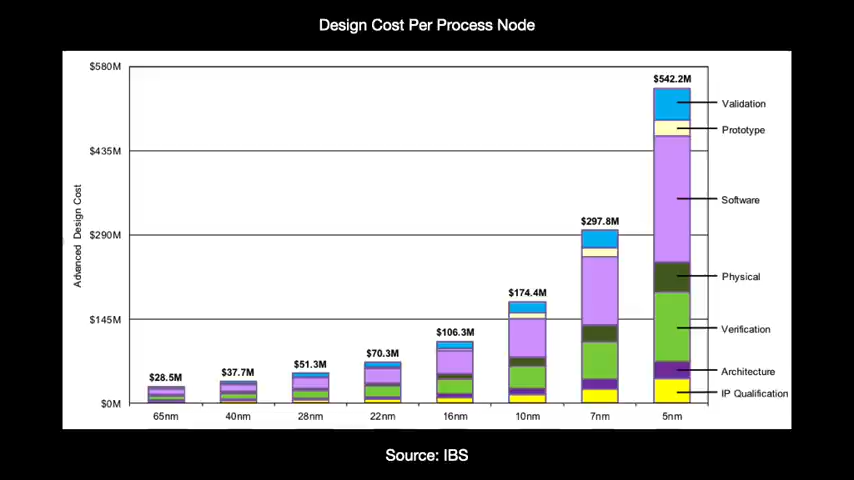 Design Cost Per Process Node
$580M
$542.2M
Validation
Prototype
$435M
Software
Advanced Design Cost
$297.8M
$290M
Physical
$174.4M
$145M
Verification
$106.3M
$70.3M
$51.3M
$37.7M
$28.5M
Architecture
IP Qualification
$0M
65nm 40nm 28nm 22nm 16nm 10nm 7nm 5nm
Source: IBS